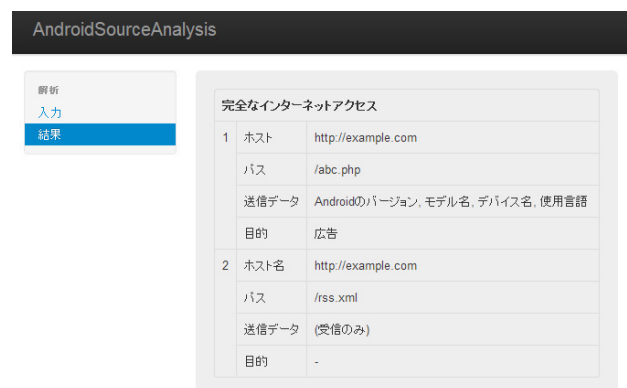 AndroidSourceAnalysis
解析
入力
結果
完全なインターネットアクセス
1 ホスト http://example.com
パス /abc.php
送信データ Androidのバージョン, モデル名, デバイス名, 使用言語
目的 広告
2 ホスト名 http://example.com
パス /rss.xml
送信データ (受信のみ)
目的 -